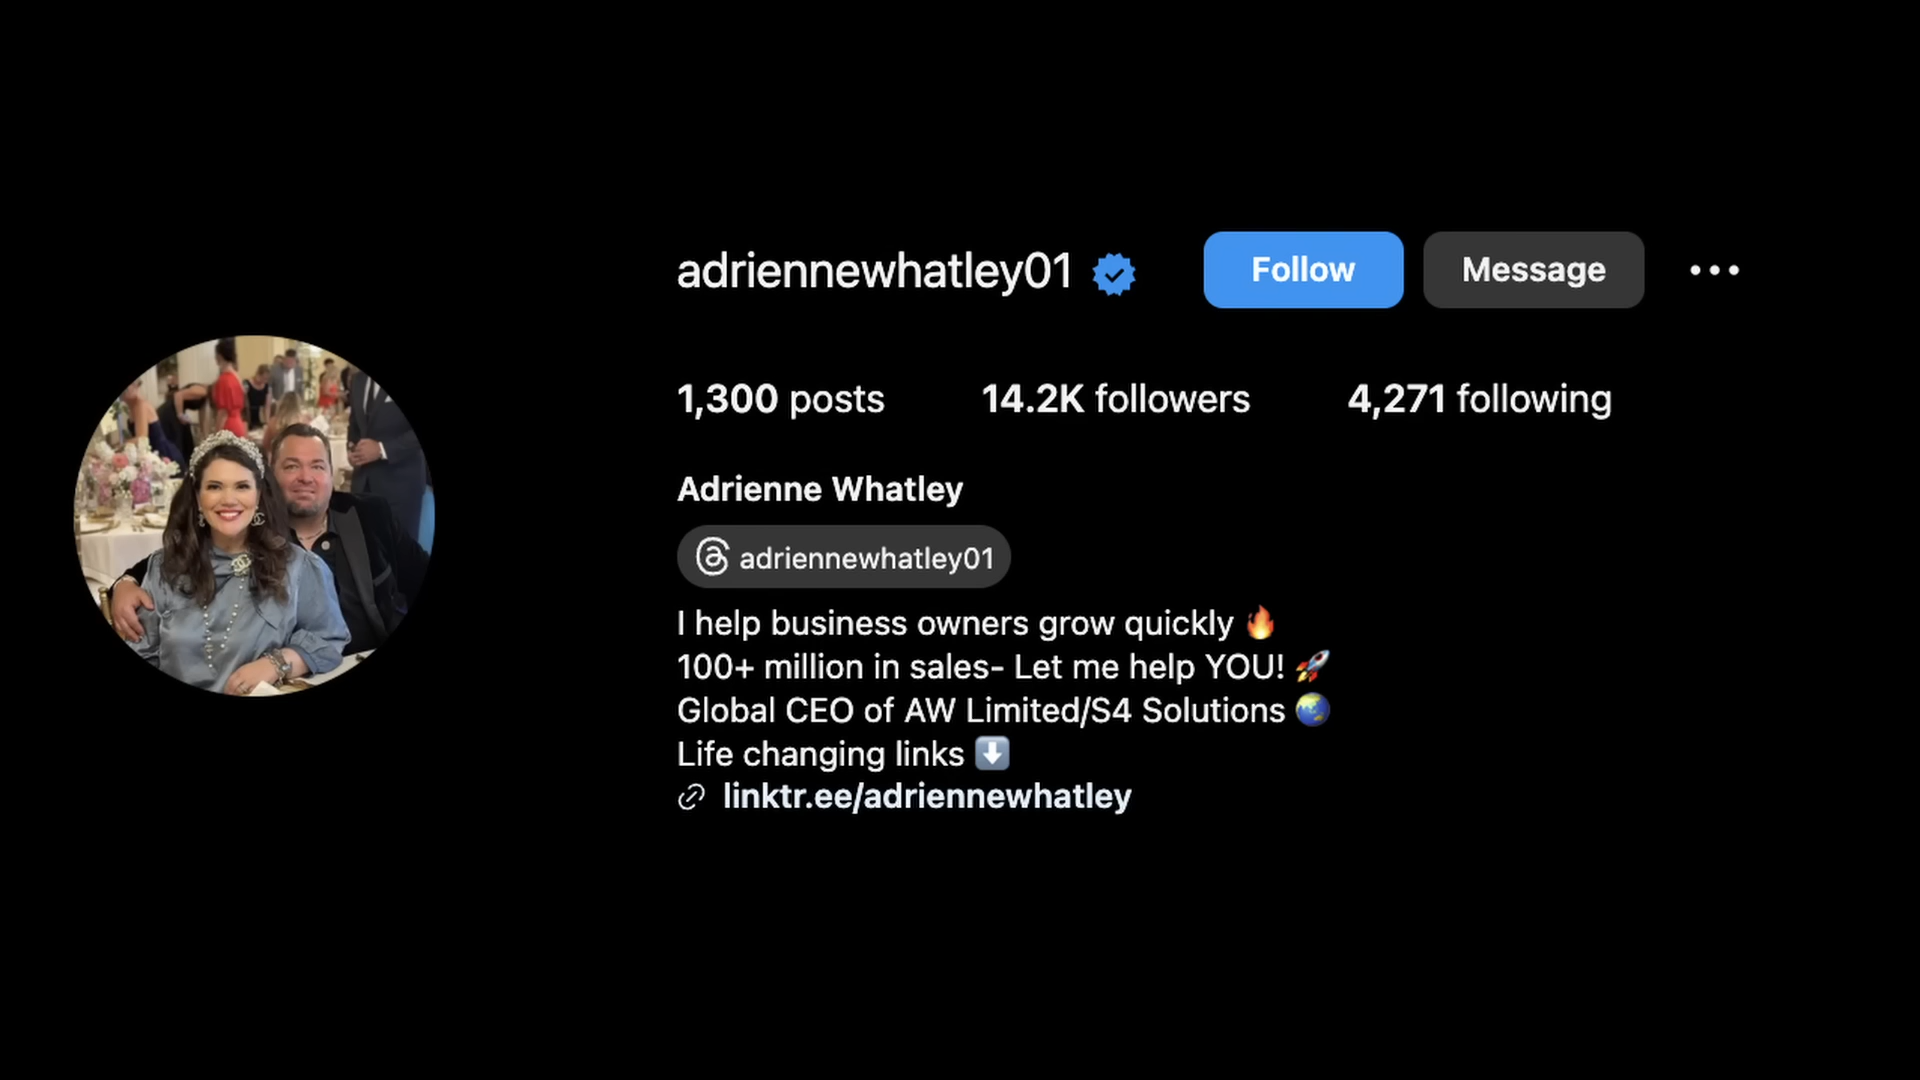 adriennewhatley01
Follow
Message
1,300 posts
14.2K followers
4,271 following
Adrienne Whatley
adriennewhatley01
I help business owners grow quickly 🔥
100+ million in sales- Let me help YOU! 🚀
Global CEO of AW Limited/S4 Solutions 🌏
Life changing links ⬇️
linktr.ee/adriennewhatley